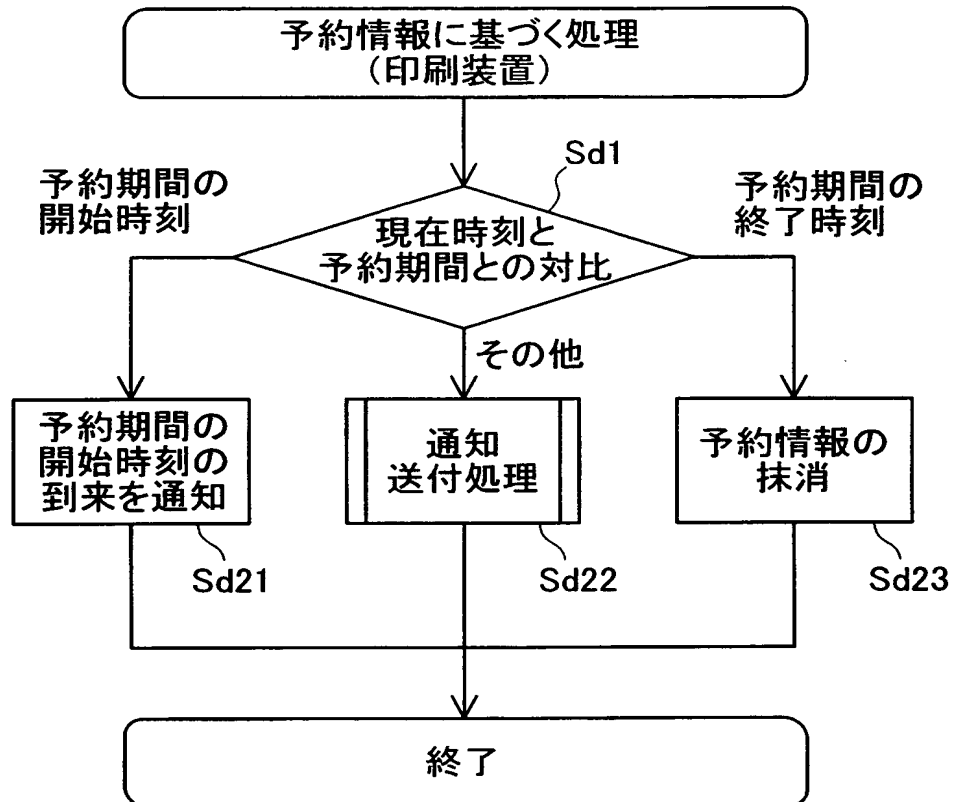 予約情報に基づく処理
（印刷装置）
Sd1
予約期間の
開始時刻
予約期間の
終了時刻
現在時刻と
予約期間との対比
その他
予約期間の
開始時刻の
到来を通知
通知
送付処理
予約情報の
抹消
Sd21
Sd22
Sd23
終了